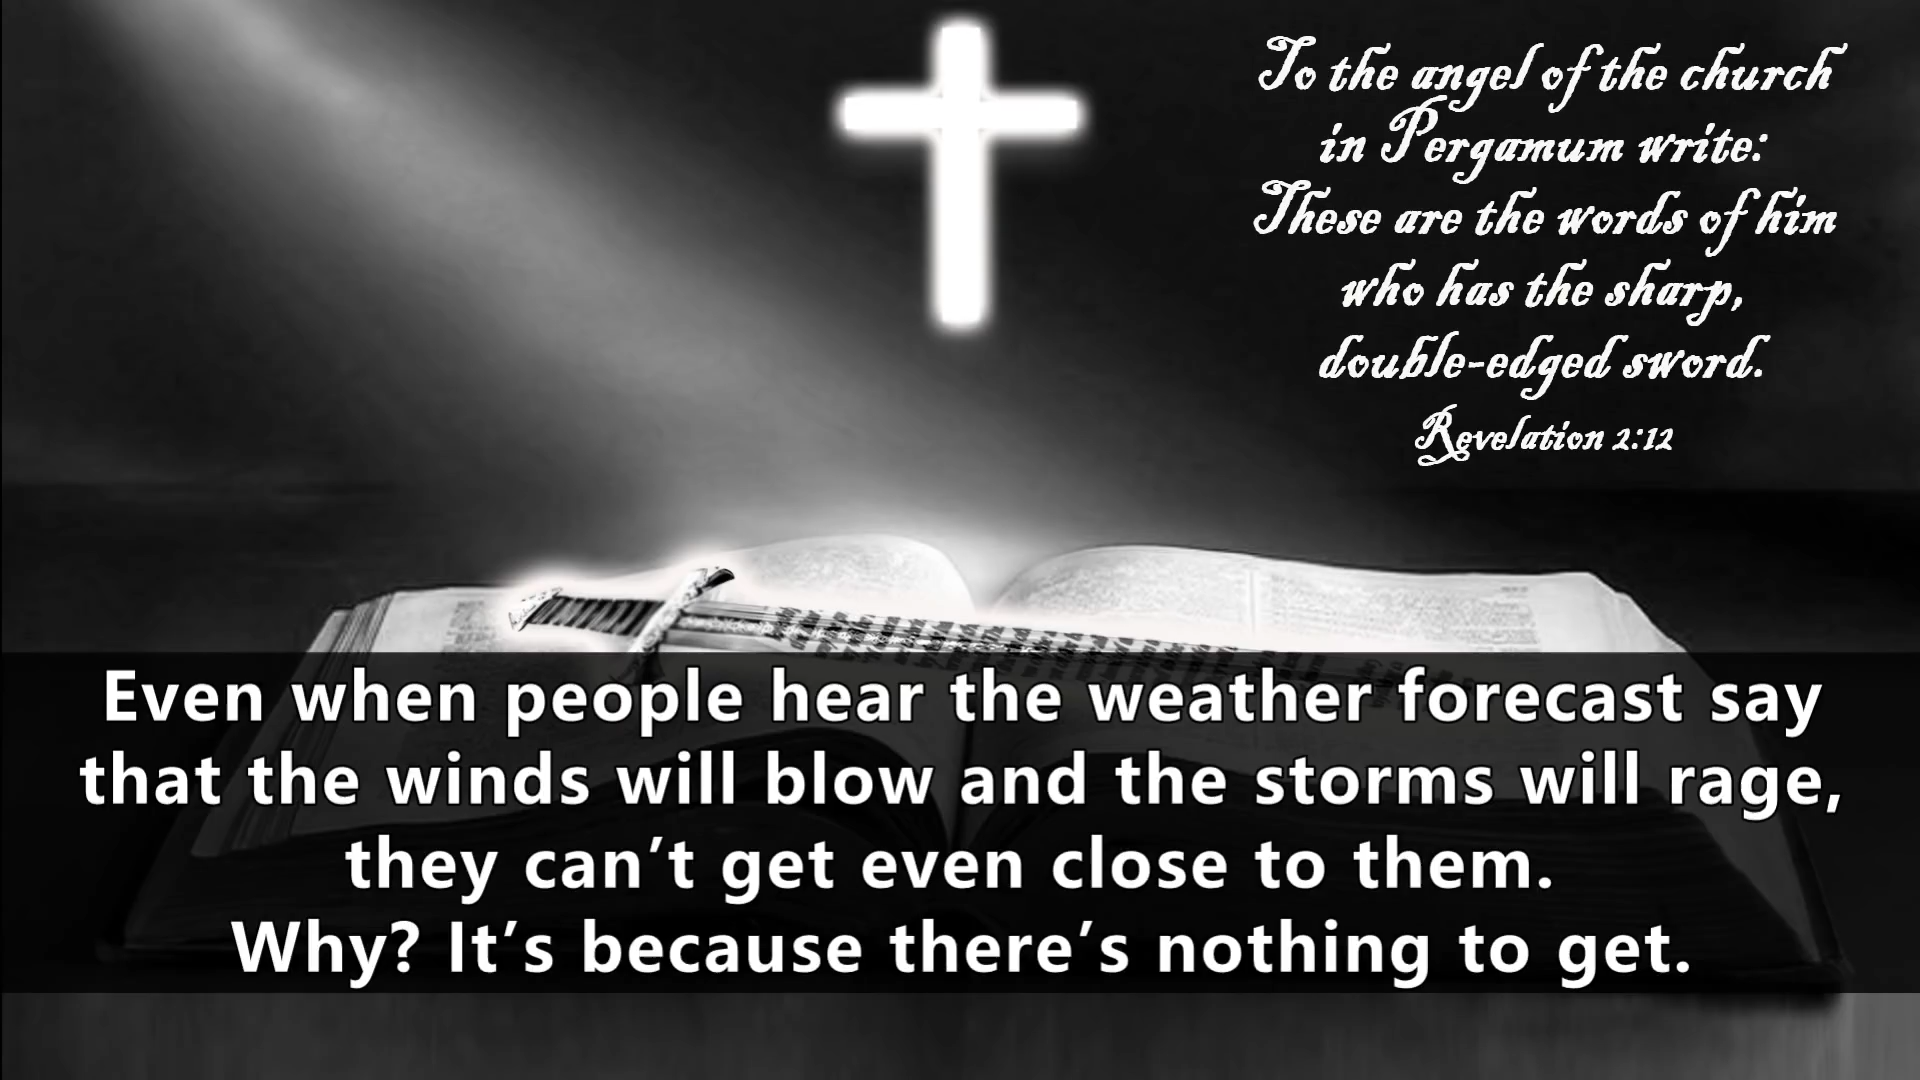 To the angel of the church
in Pergamum write:
These are the words of him
who has the sharp,
double-edged sword.
Revelation 2:12
Even when people hear the weather forecast say
that the winds will blow and the storms will rage,
they can’t get even close to them.
Why? It’s because there’s nothing to get.